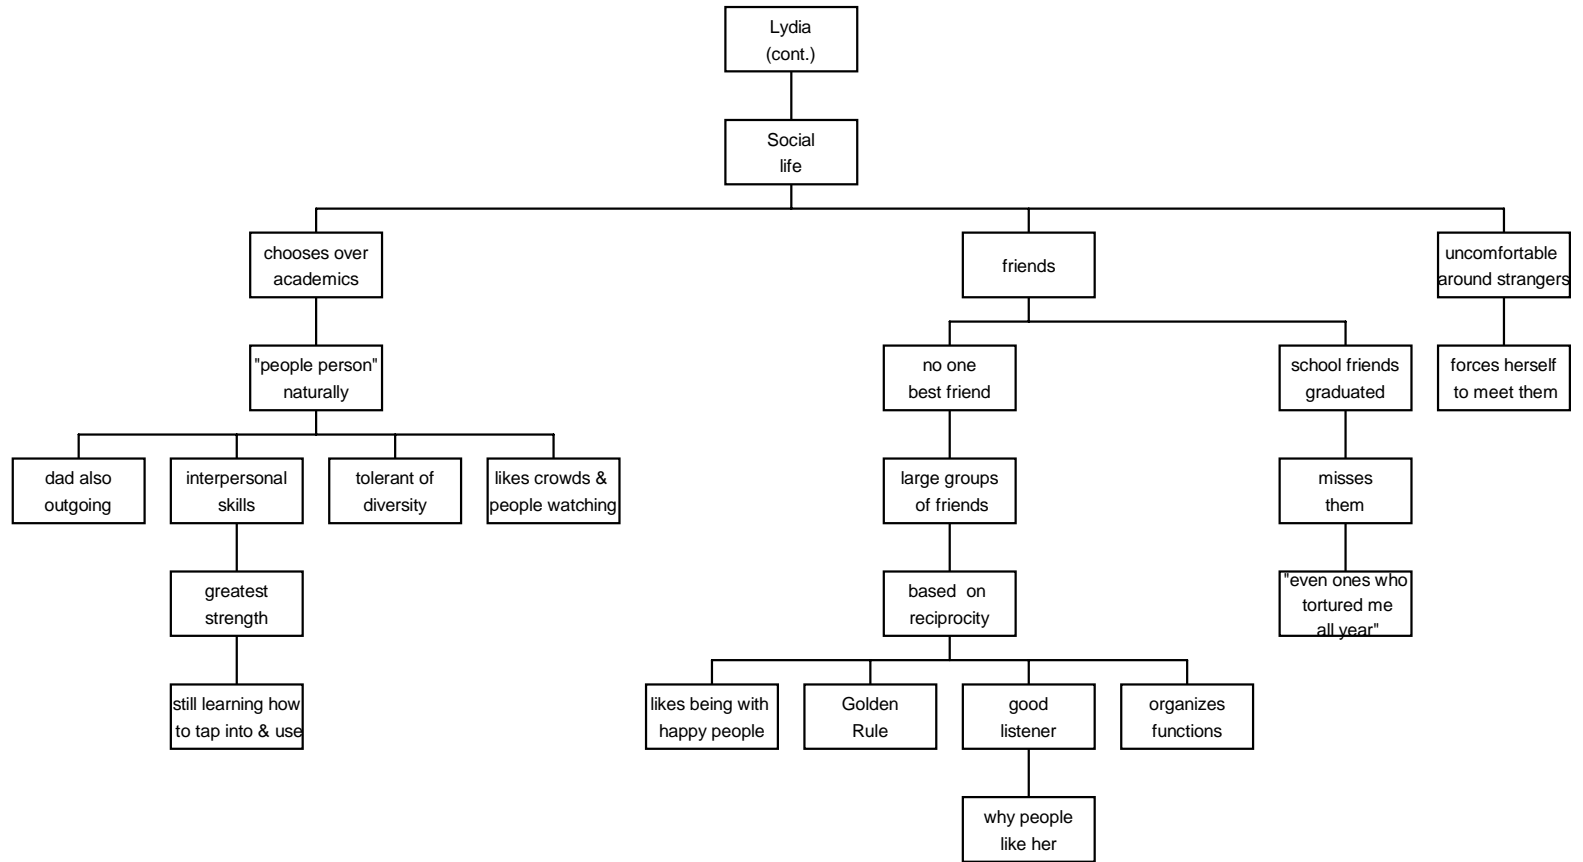 Lydia
(cont.)
Social
life
chooses over
academics
friends
uncomfortable
around strangers
"people person"
naturally
no one
best friend
school friends
graduated
forces herself
to meet them
dad also
outgoing
interpersonal
skills
tolerant of
diversity
likes crowds &
people watching
large groups
of friends
misses
them
greatest
strength
based on
reciprocity
"even ones who
tortured me
all year"
still learning how
to tap into & use
likes being with
happy people
Golden
Rule
good
listener
organizes
functions
why people
like her